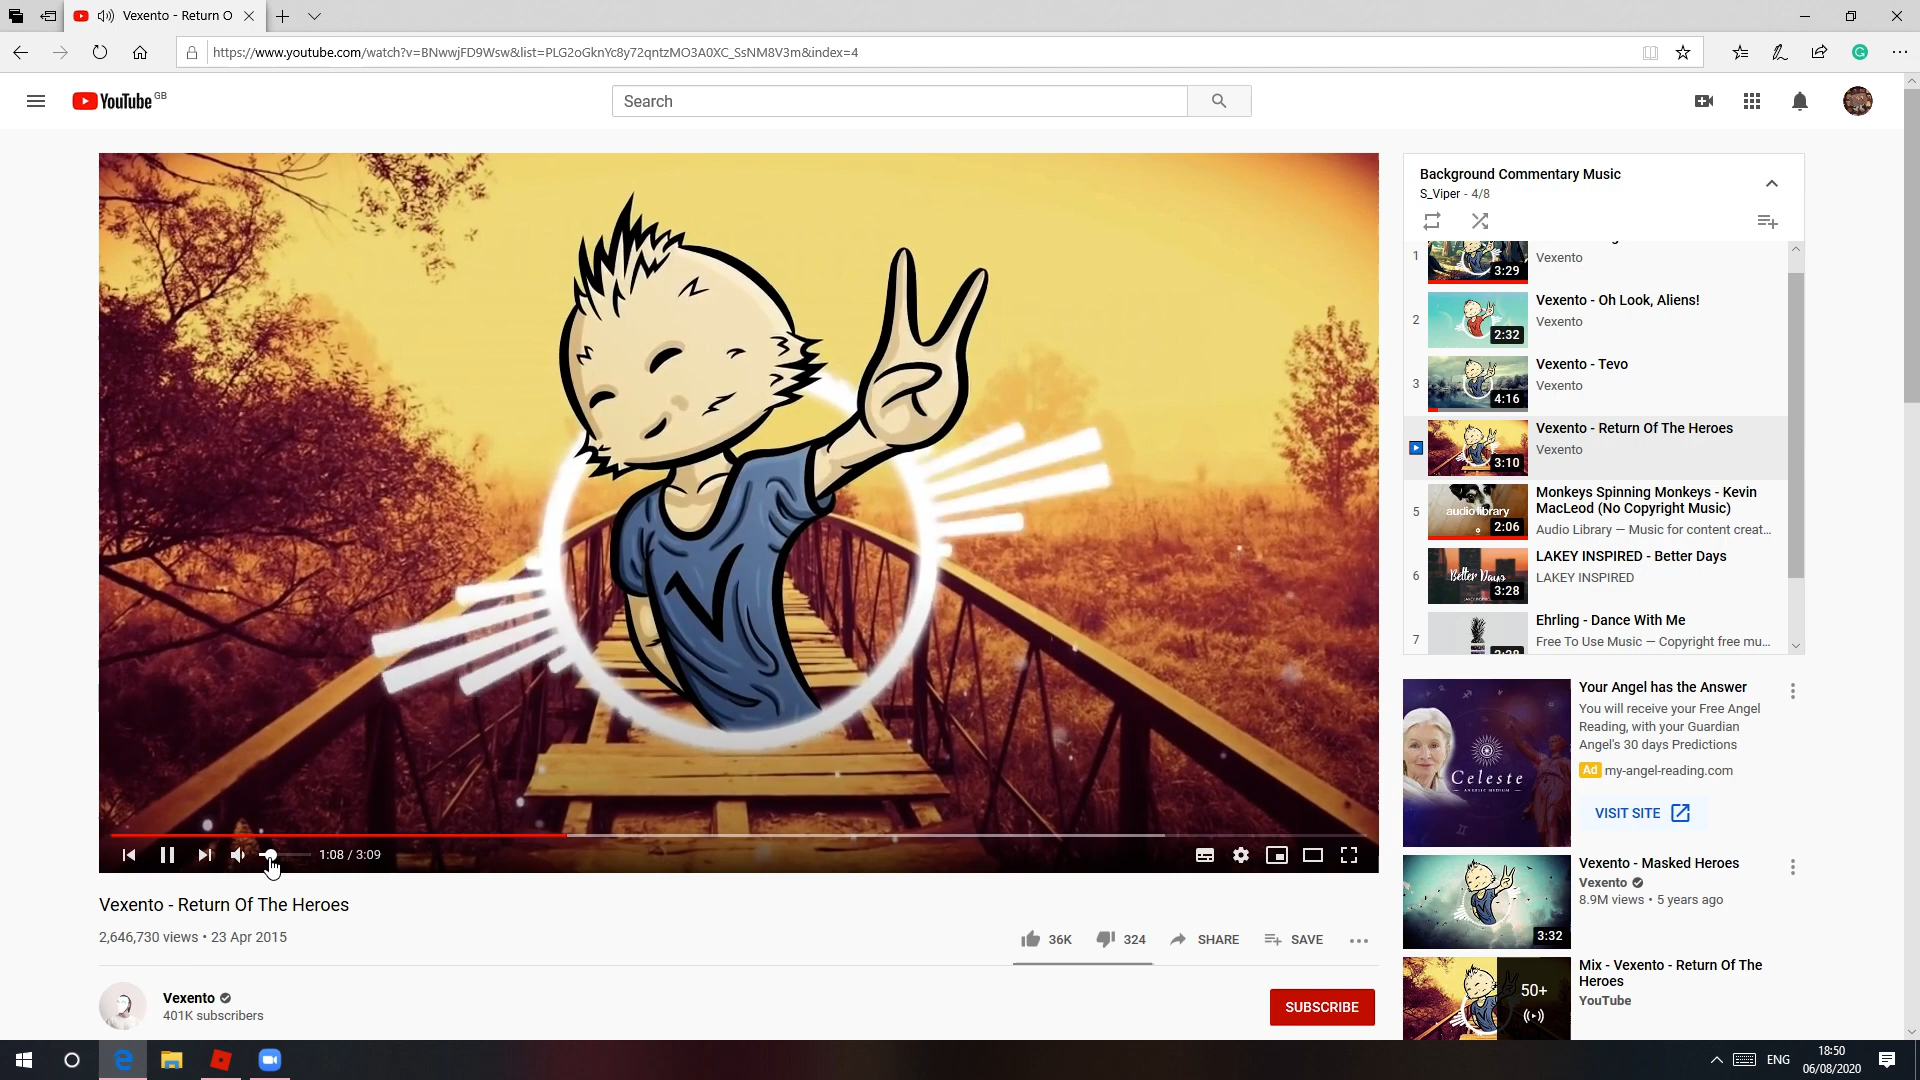 Vexento - Return O
https://www.youtube.com/watch?v=BNwwjFD9Wsw&list=PLG2oGknYc8y72qntzMO3A0XC_SsNM8V3m&index=4
YouTube GB
Search
Background Commentary Music
S_Viper - 4/8
1
3:29
Vexento
2
2:32
Vexento - Oh Look, Aliens!
Vexento
3
4:16
Vexento - Tevo
Vexento
3:10
Vexento - Return Of The Heroes
Vexento
5
audio library
2:06
Monkeys Spinning Monkeys - Kevin
MacLeod (No Copyright Music)
Audio Library — Music for content creat...
6
Better Days
3:28
LAKEY INSPIRED - Better Days
LAKEY INSPIRED
7
Ehrling - Dance With Me
Free To Use Music — Copyright free mu...
1:08 / 3:09
Vexento - Return Of The Heroes
2,646,730 views • 23 Apr 2015
36K
324
SHARE
SAVE
Vexento
401K subscribers
SUBSCRIBE
Celeste
Your Angel has the Answer
You will receive your Free Angel
Reading, with your Guardian
Angel's 30 days Predictions
Ad my-angel-reading.com
VISIT SITE
3:32
Vexento - Masked Heroes
Vexento
8.9M views • 5 years ago
50+
Mix - Vexento - Return Of The
Heroes
YouTube
ENG
18:50
06/08/2020